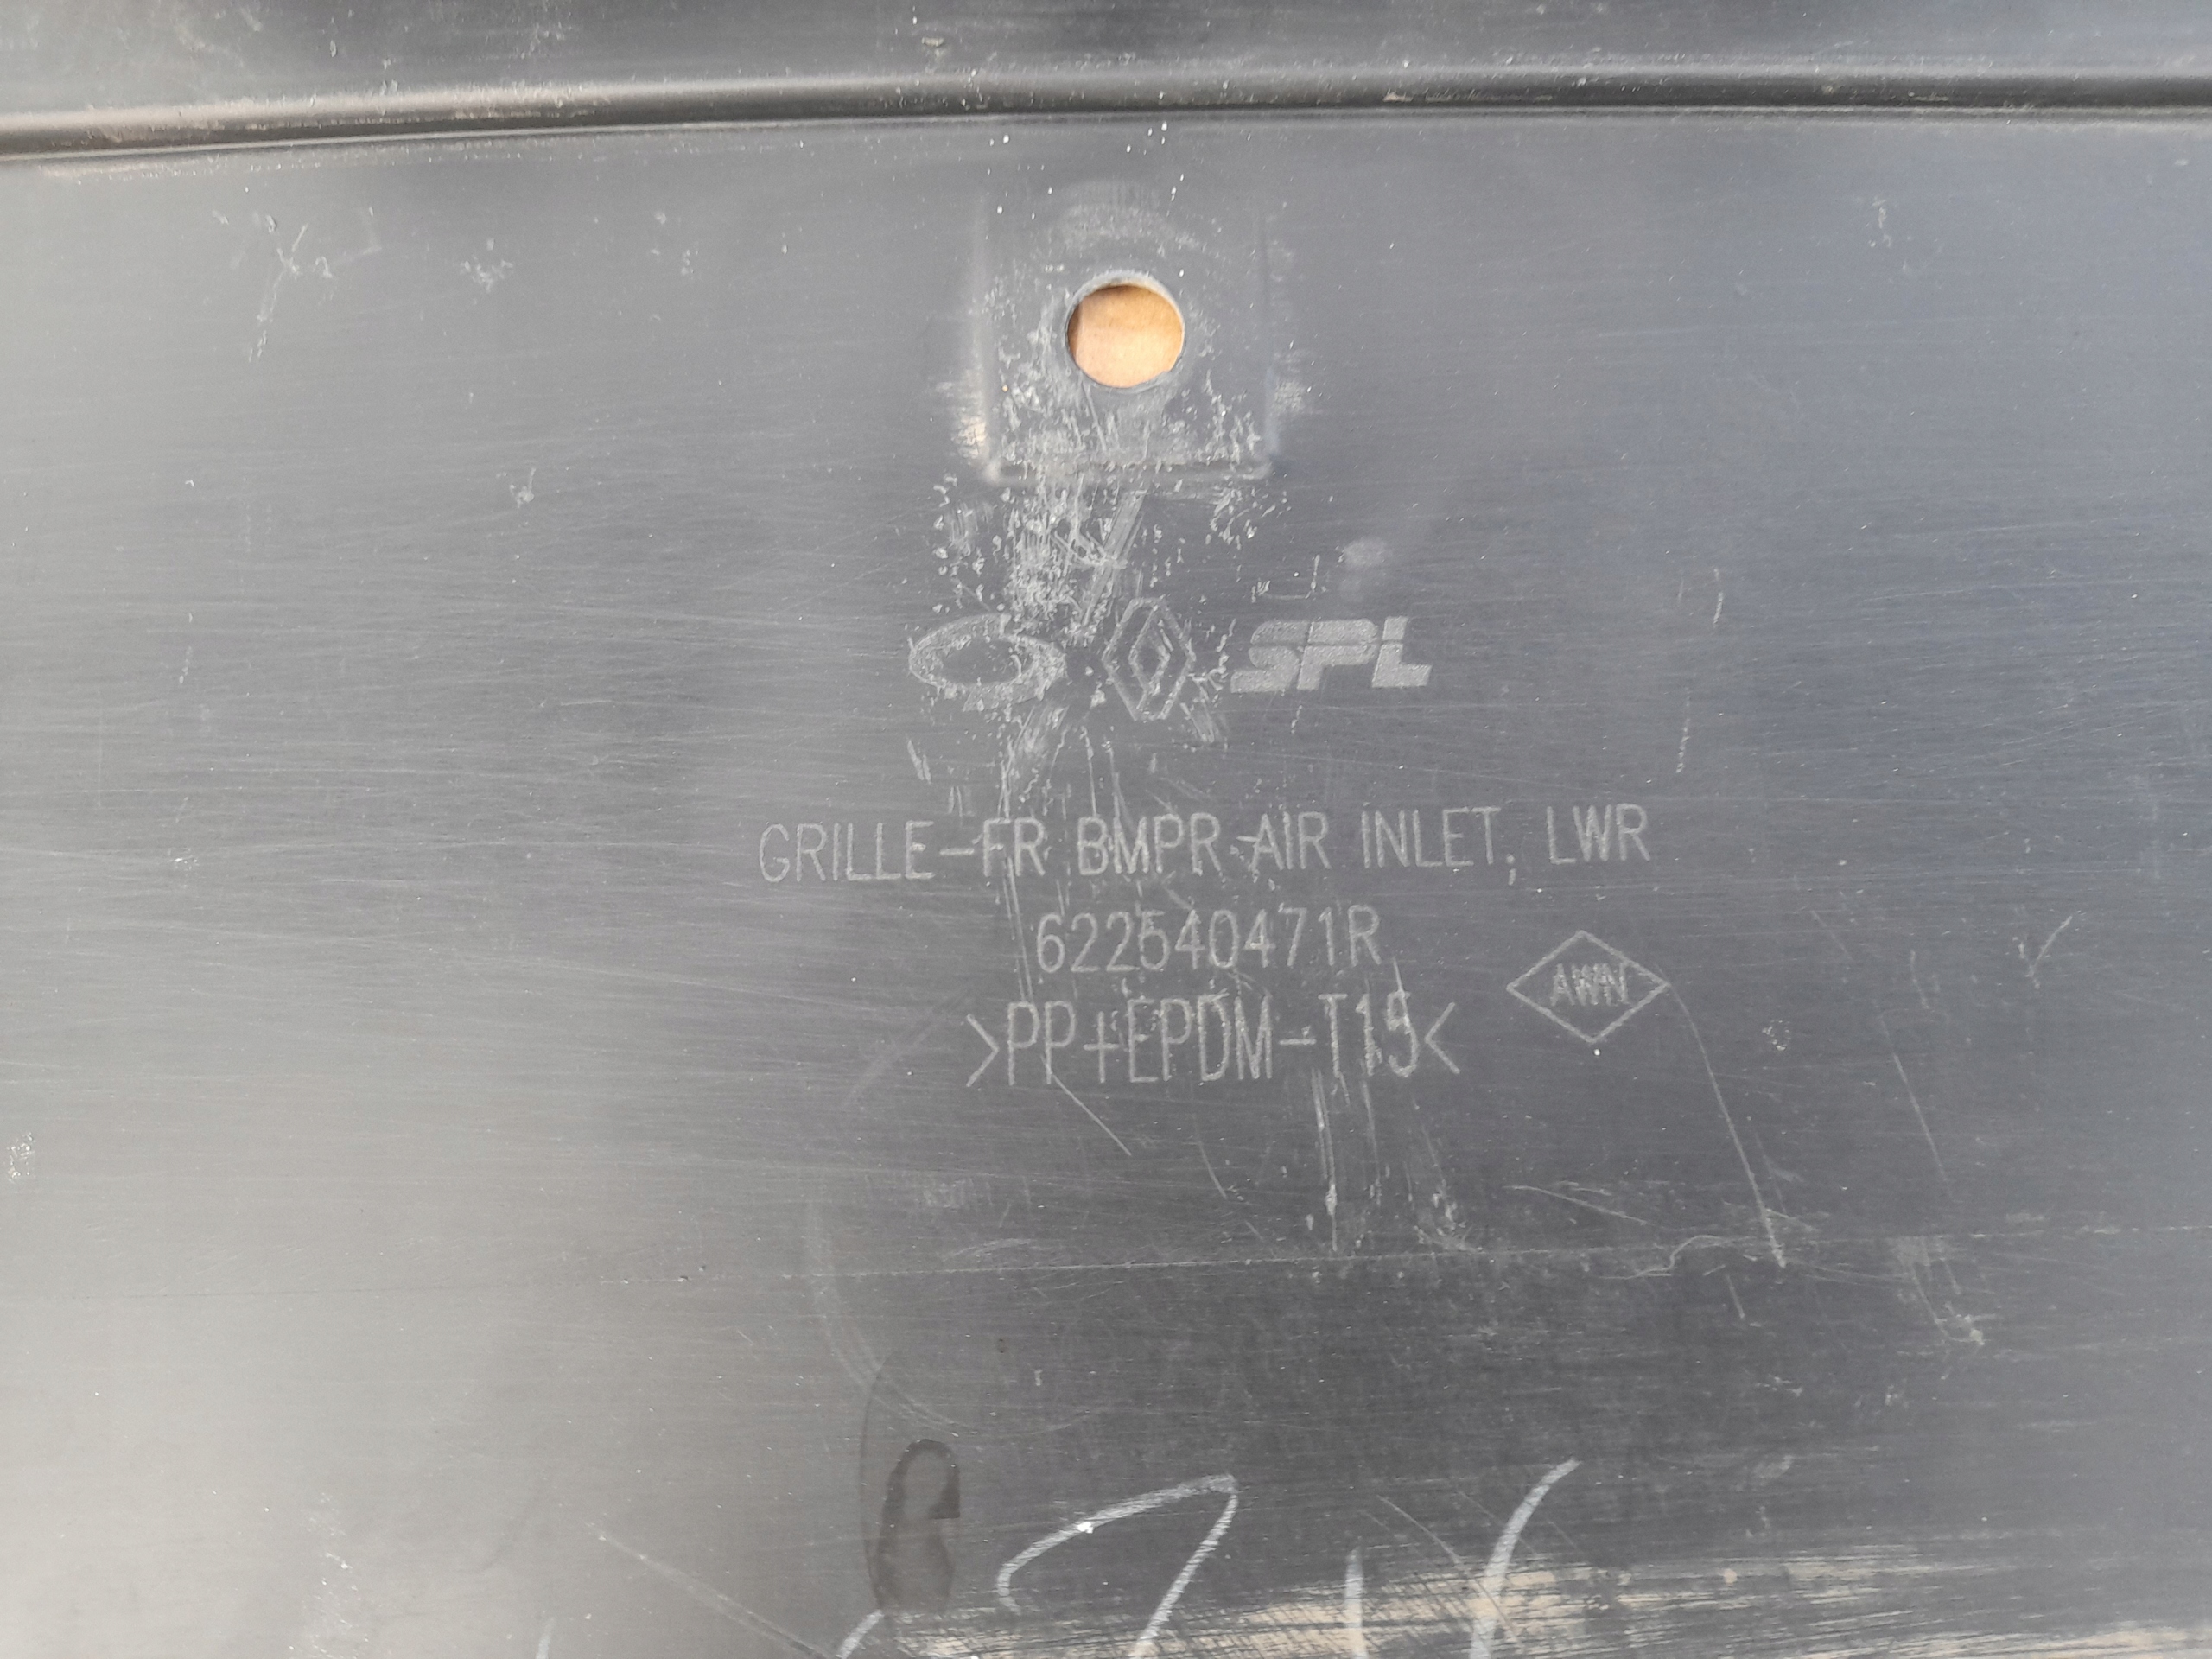 SPL
GRILLE-FR BMPR-AIR INLET, LWR
622540471R
AWN
>PP+EPDM-T15<